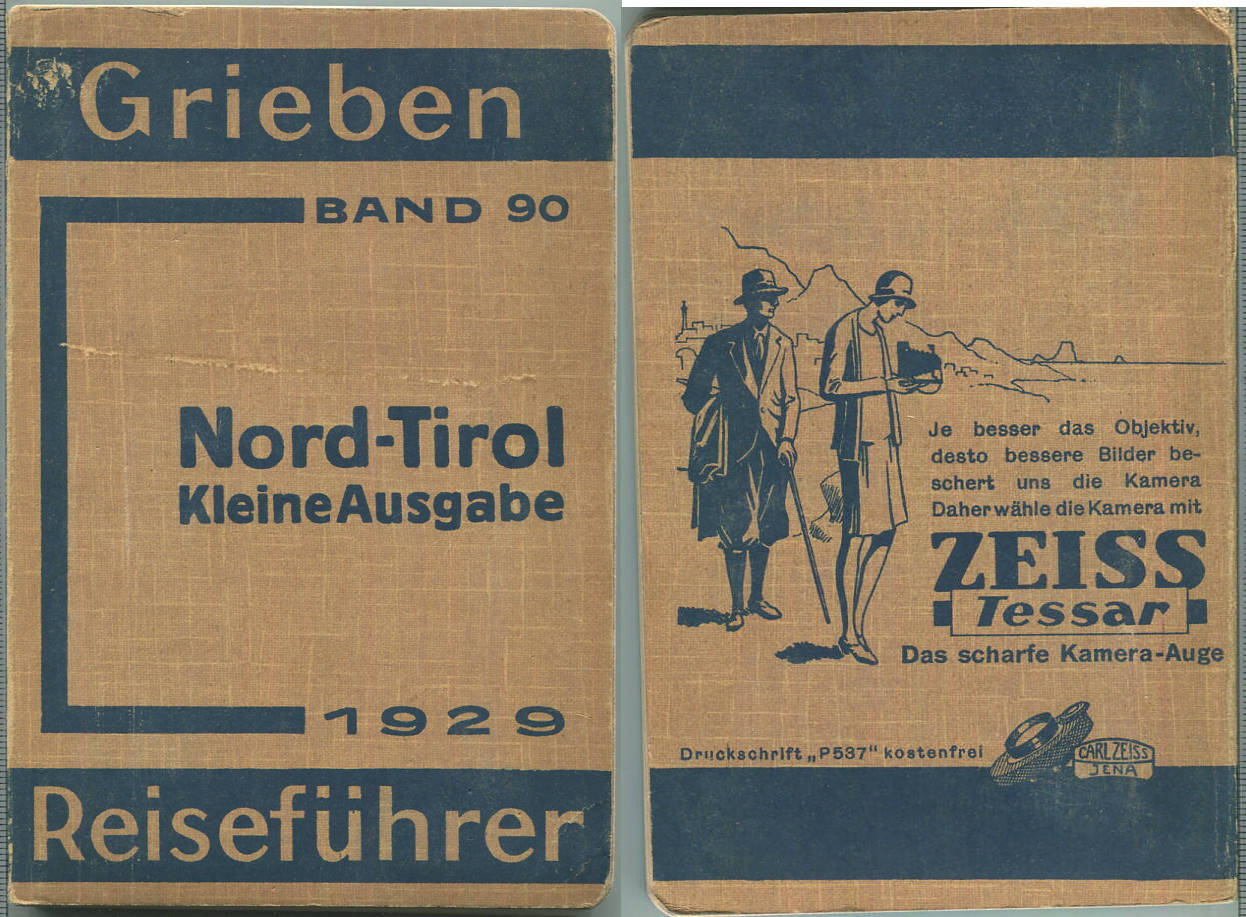 Grieben
BAND 90
Nord-Tirol
Kleine Ausgabe
1929
Reiseführer
Je besser das Objektiv,
desto bessere Bilder be-
schert uns die Kamera
Daher wähle die Kamera mit
ZEISS
Tessar
Das scharfe Kamera-Auge
Druckschrift „P537" kostenfrei
CARL ZEISS
JENA